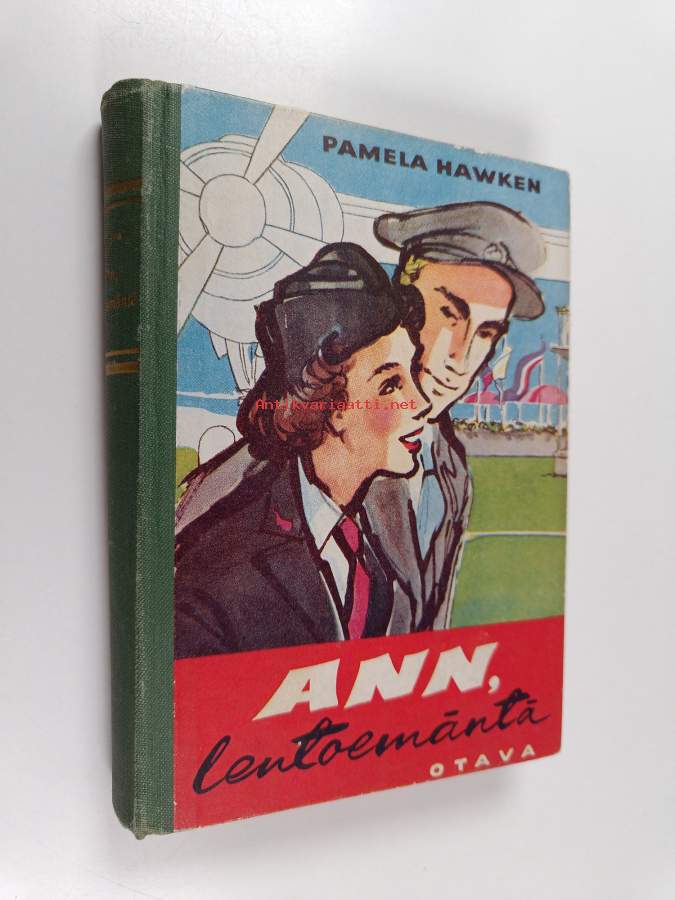 PAMELA HAWKEN
Antikvariaatti.net
ANN,
lentoemäntä
OTAVA